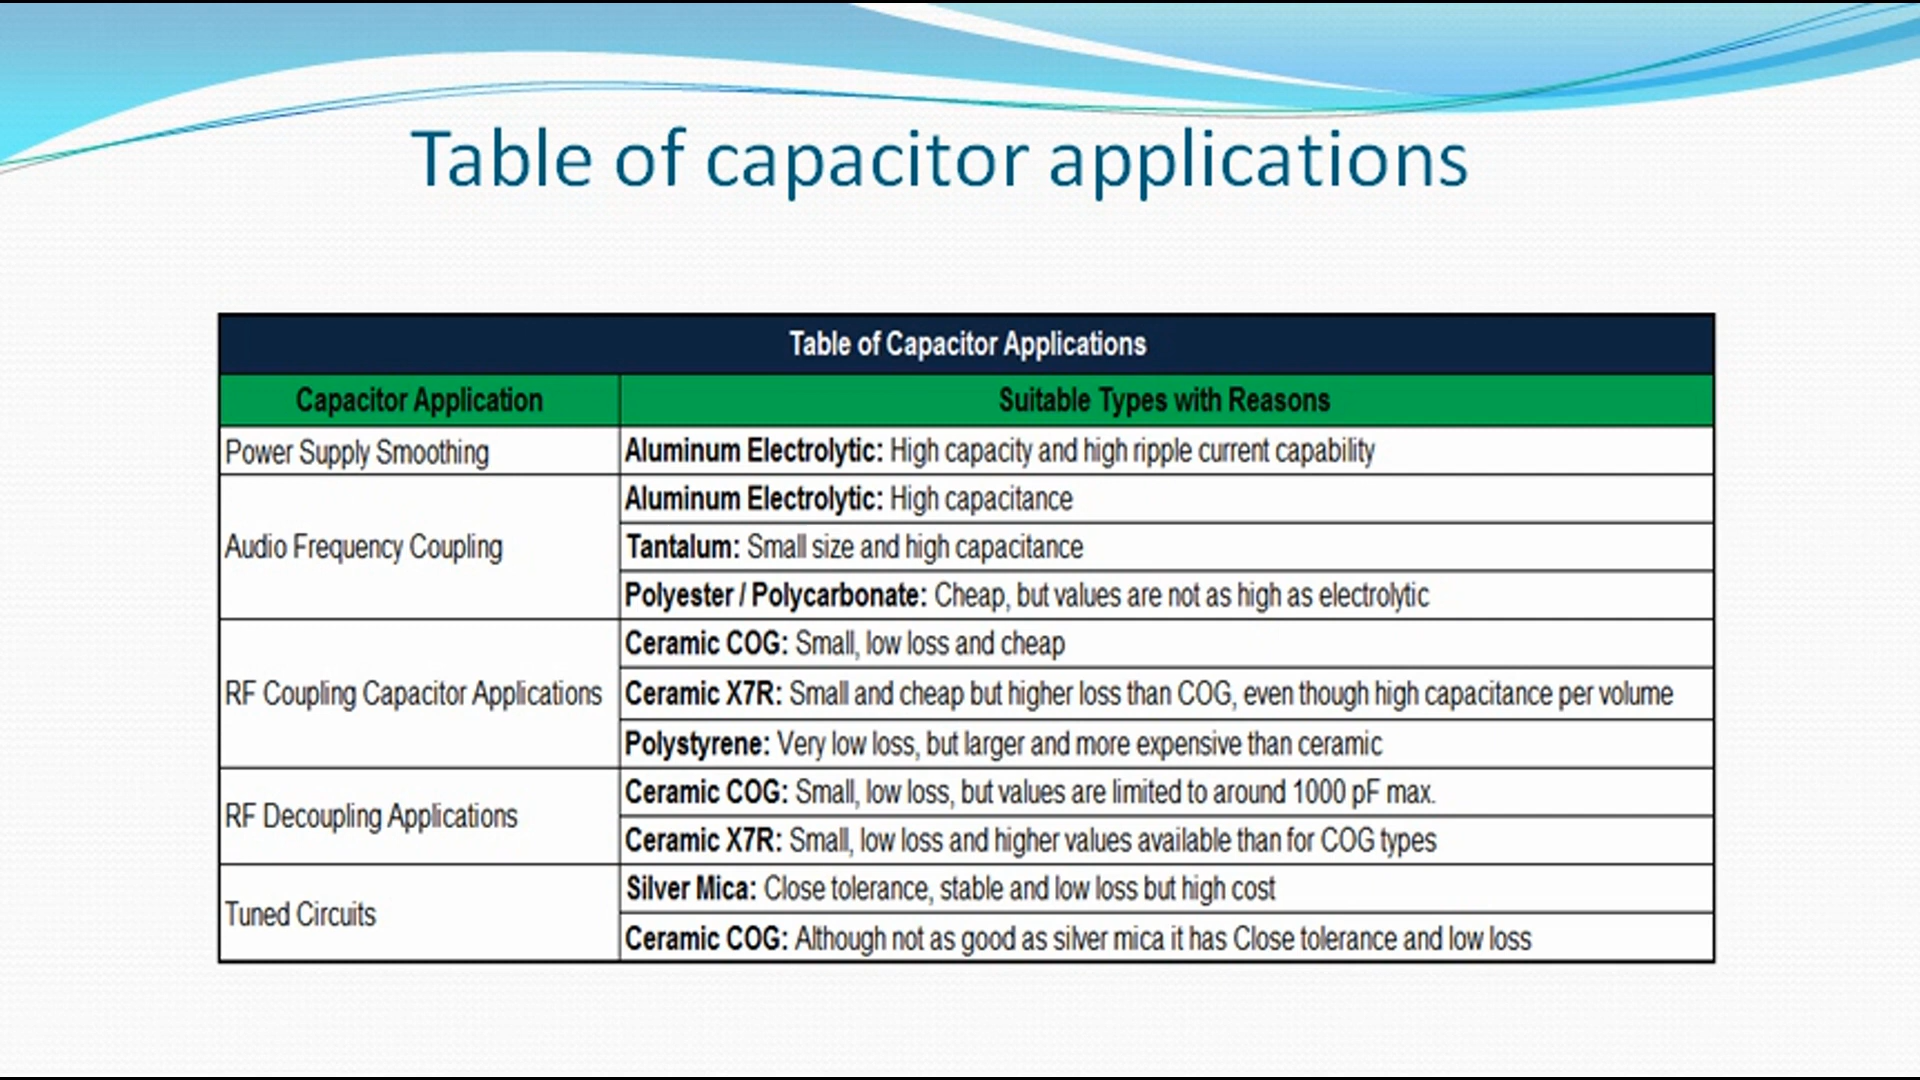 Table of capacitor applications
Table of Capacitor Applications
Capacitor Application
Suitable Types with Reasons
Power Supply Smoothing
Aluminum Electrolytic: High capacity and high ripple current capability
Audio Frequency Coupling
Aluminum Electrolytic: High capacitance
Tantalum: Small size and high capacitance
Polyester / Polycarbonate: Cheap, but values are not as high as electrolytic
RF Coupling Capacitor Applications
Ceramic COG: Small, low loss and cheap
Ceramic X7R: Small and cheap but higher loss than COG, even though high capacitance per volume
Polystyrene: Very low loss, but larger and more expensive than ceramic
RF Decoupling Applications
Ceramic COG: Small, low loss, but values are limited to around 1000 pF max.
Ceramic X7R: Small, low loss and higher values available than for COG types
Tuned Circuits
Silver Mica: Close tolerance, stable and low loss but high cost
Ceramic COG: Although not as good as silver mica it has Close tolerance and low loss